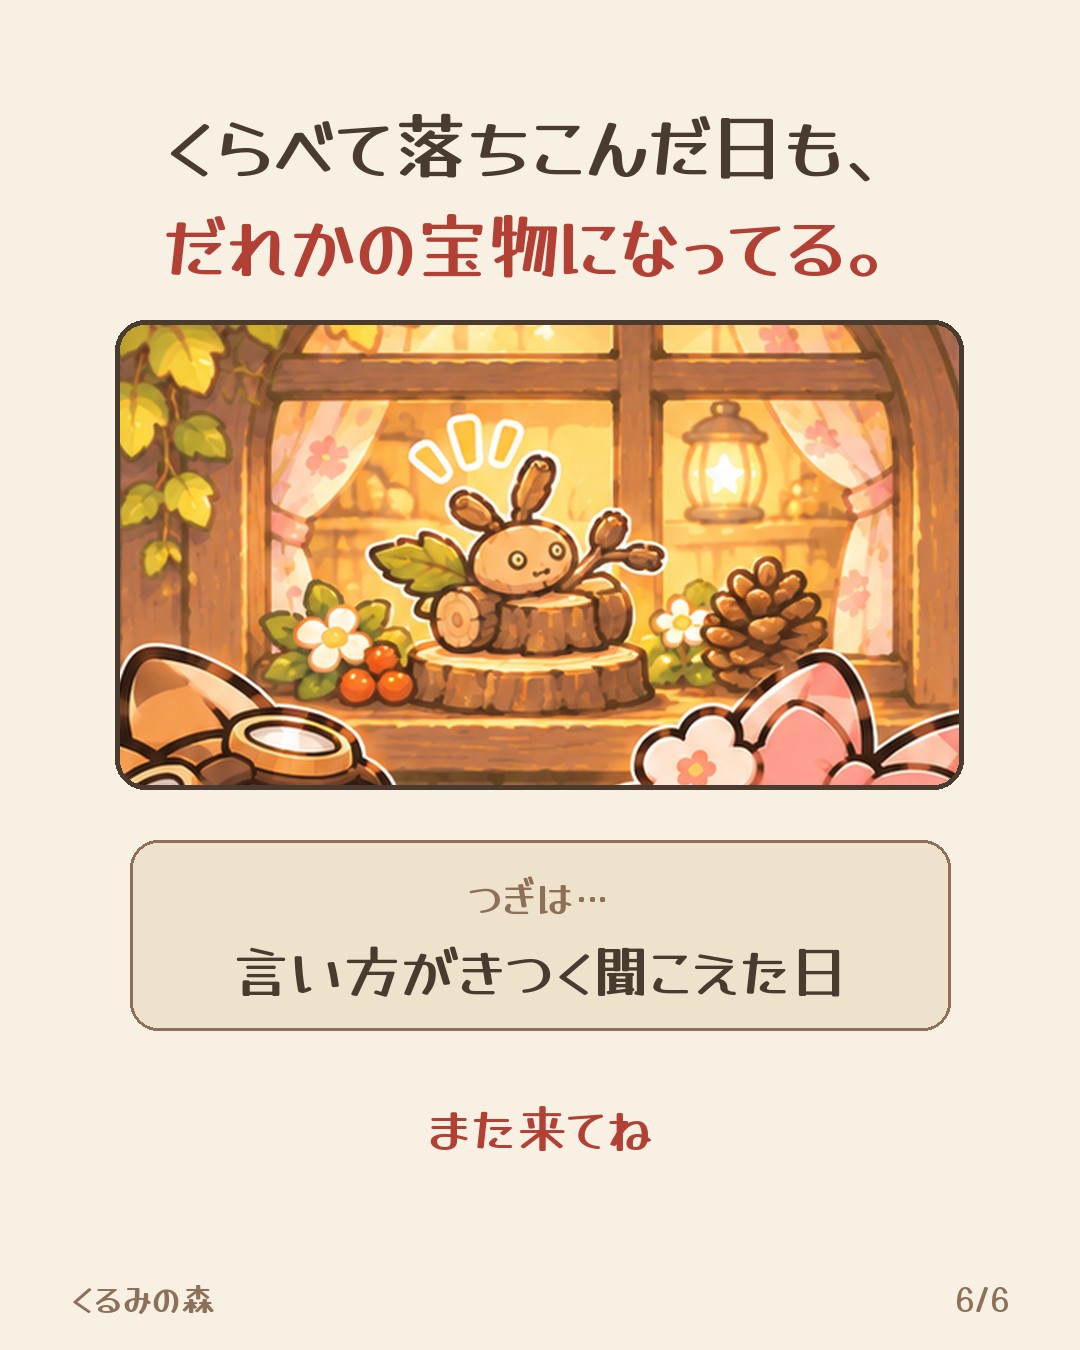 くらべて落ちこんだ日も、
だれかの宝物になってる。
つぎは…
言い方がきつく聞こえた日
また来てね
くるみの森
6/6